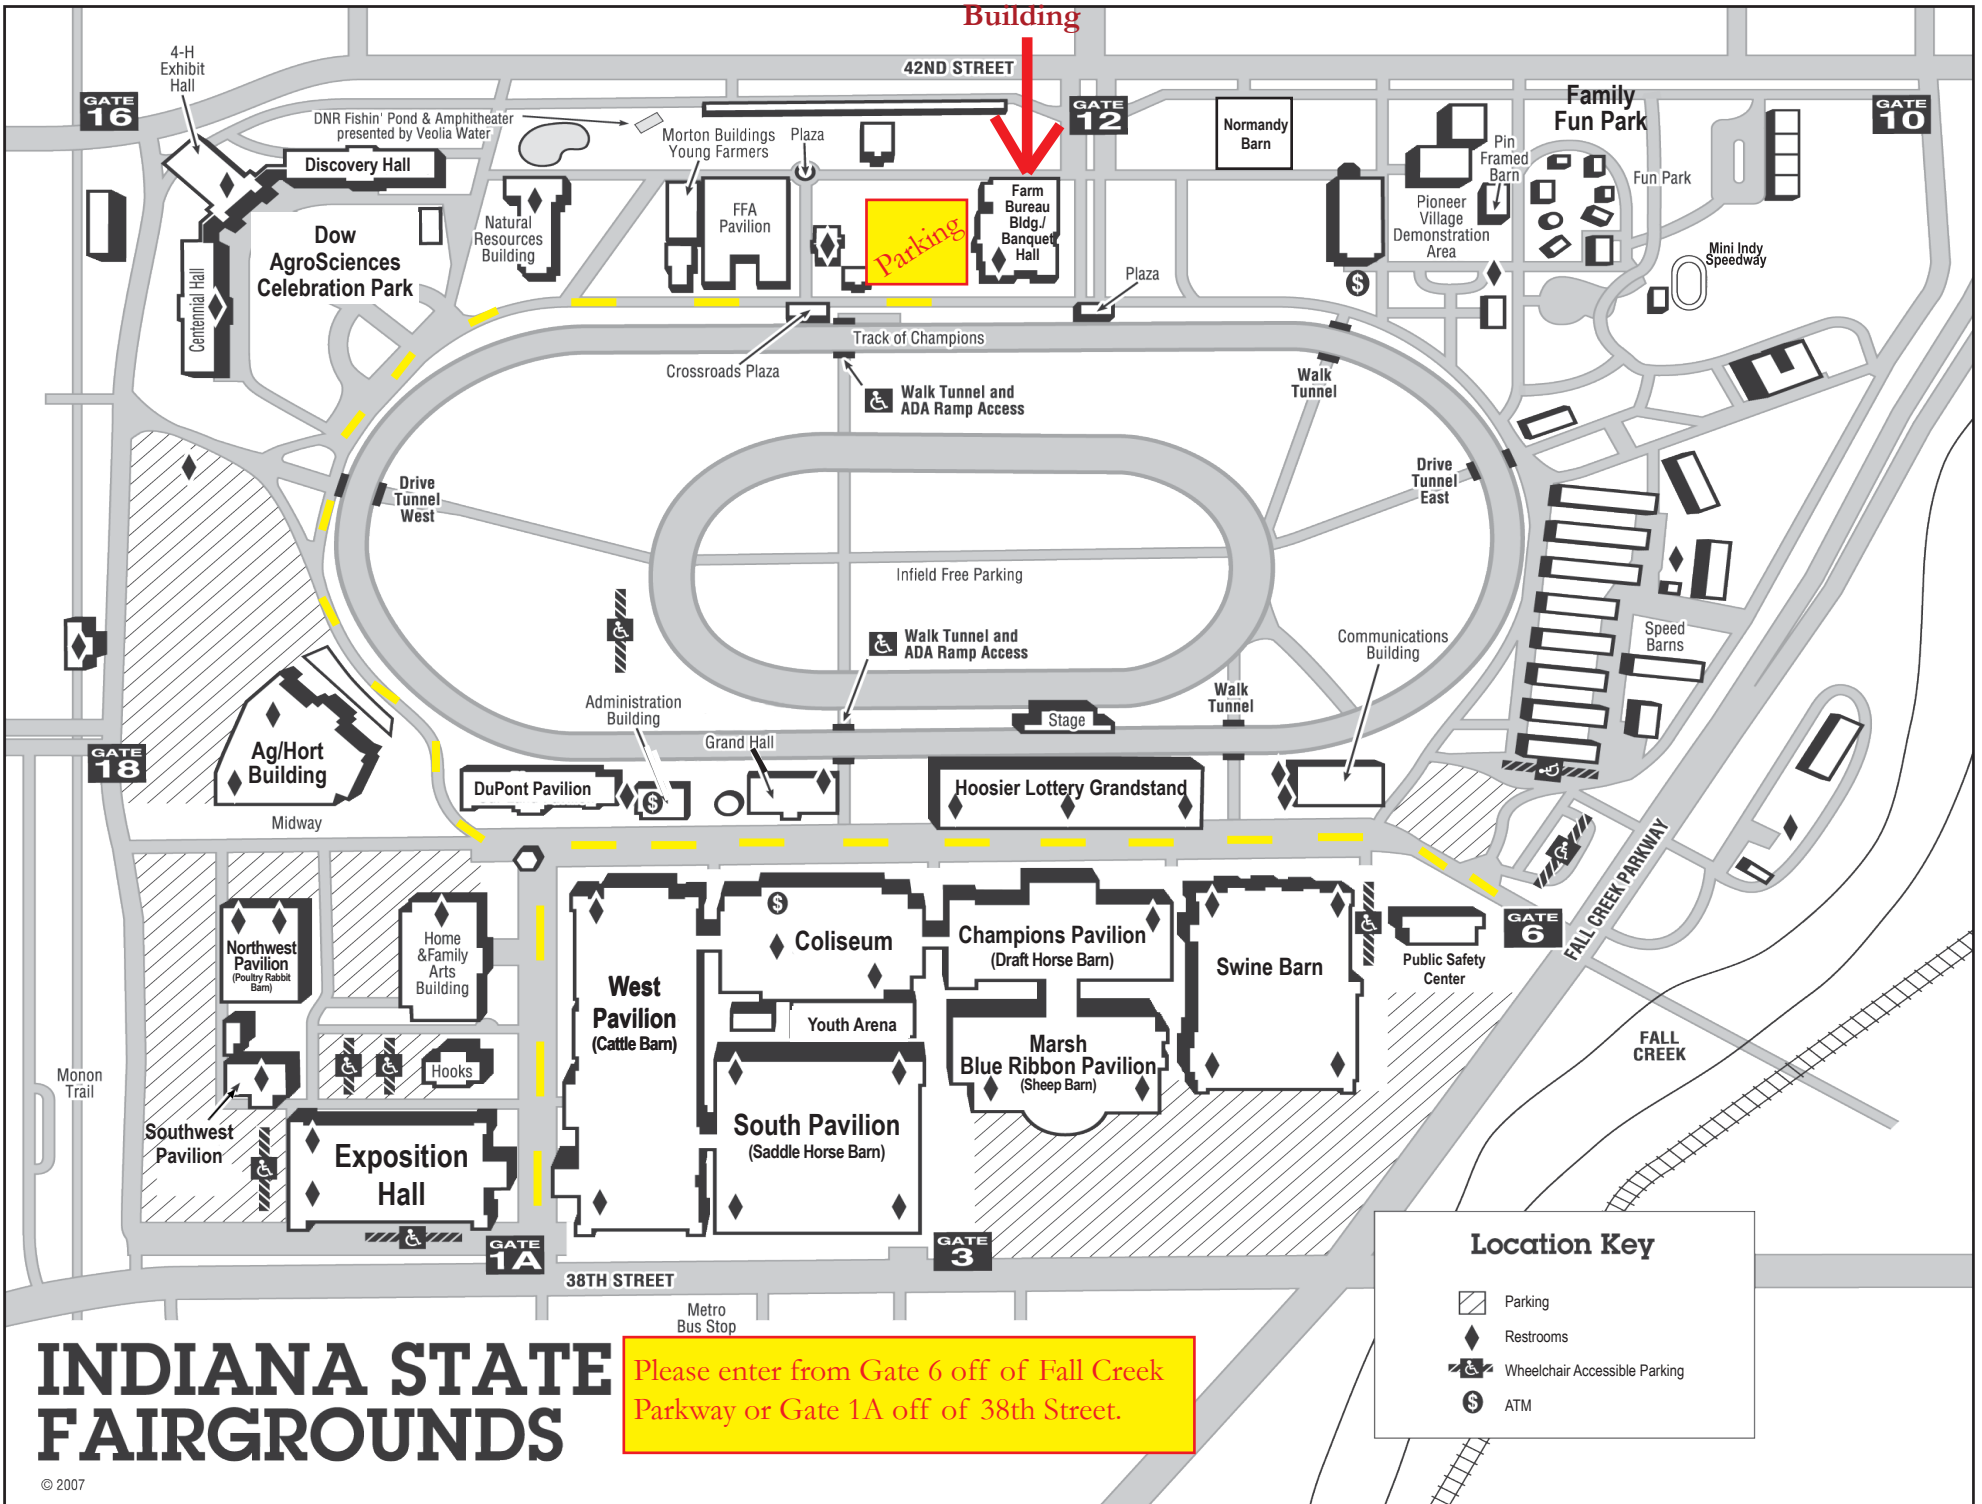 Building
42ND STREET
4-H
Exhibit
Hall
GATE
16
DNR Fishin' Pond & Amphitheater
presented by Veolia Water
Discovery Hall
Morton Buildings
Young Farmers
Plaza
GATE
12
Normandy
Barn
Family
Fun Park
GATE
10
Pin
Framed
Barn
Fun Park
Pioneer
Village
Demonstration
Area
Mini Indy
Speedway
Natural
Resources
Building
FFA
Pavilion
Parking
Farm
Bureau
Bldg./
Banquet
Hall
Plaza
$
Dow
AgroSciences
Celebration Park
Centennial Hall
Track of Champions
Crossroads Plaza
Walk Tunnel and
ADA Ramp Access
Walk
Tunnel
Drive
Tunnel
West
Drive
Tunnel
East
Infield Free Parking
Walk Tunnel and
ADA Ramp Access
Communications
Building
Speed
Barns
Administration
Building
Grand Hall
Stage
Walk
Tunnel
GATE
18
Ag/Hort
Building
DuPont Pavilion
$
Hoosier Lottery Grandstand
Midway
FALL CREEK PARKWAY
GATE
6
Northwest
Pavilion
(Poultry Rabbit
Barn)
Home
&Family
Arts
Building
West
Pavilion
(Cattle Barn)
$
Coliseum
Youth Arena
Champions Pavilion
(Draft Horse Barn)
Swine Barn
Public Safety
Center
Marsh
Blue Ribbon Pavilion
(Sheep Barn)
FALL
CREEK
Monon
Trail
Hooks
Southwest
Pavilion
Exposition
Hall
South Pavilion
(Saddle Horse Barn)
GATE
1A
GATE
3
38TH STREET
Metro
Bus Stop
Location Key
Parking
Restrooms
Wheelchair Accessible Parking
$
ATM
INDIANA STATE
FAIRGROUNDS
© 2007
Please enter from Gate 6 off of Fall Creek
Parkway or Gate 1A off of 38th Street.